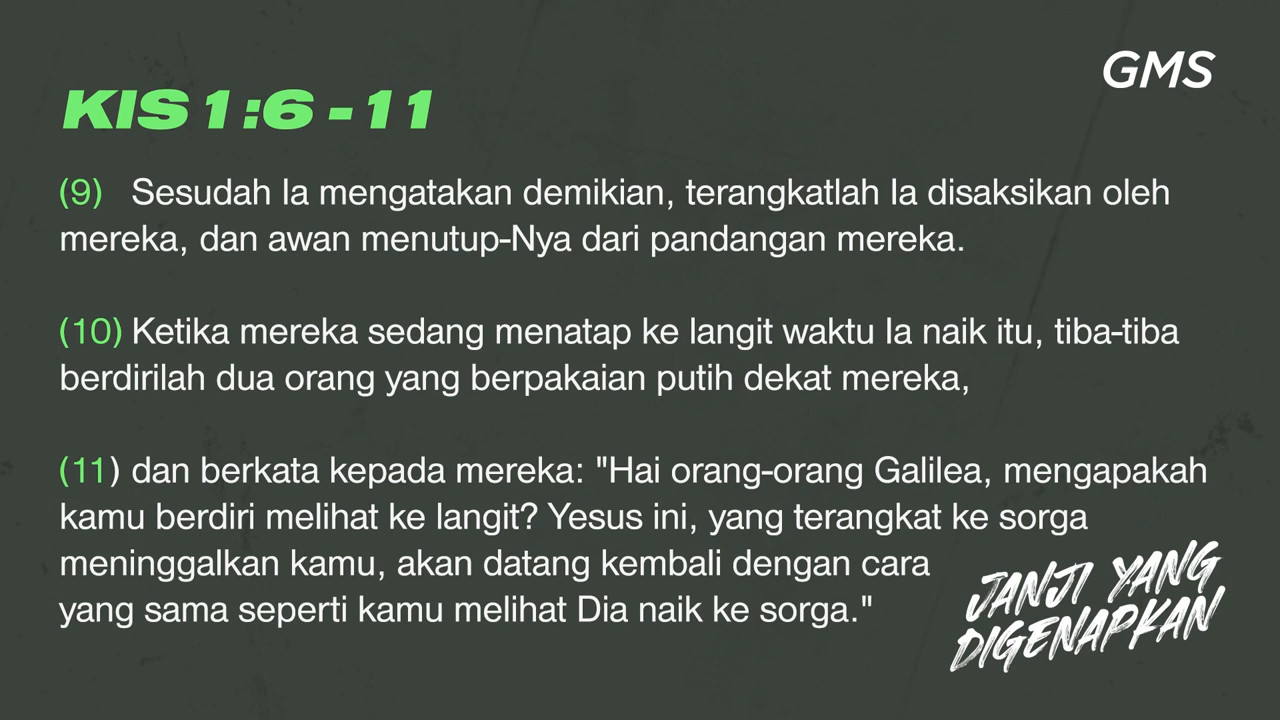 GMS
KIS 1:6 - 11
(9) Sesudah Ia mengatakan demikian, terangkatlah Ia disaksikan oleh
mereka, dan awan menutup-Nya dari pandangan mereka.
(10) Ketika mereka sedang menatap ke langit waktu Ia naik itu, tiba-tiba
berdirilah dua orang yang berpakaian putih dekat mereka,
(11) dan berkata kepada mereka: "Hai orang-orang Galilea, mengapakah
kamu berdiri melihat ke langit? Yesus ini, yang terangkat ke sorga
meninggalkan kamu, akan datang kembali dengan cara
yang sama seperti kamu melihat Dia naik ke sorga."
JANJI YANG
DIGENAPKAN